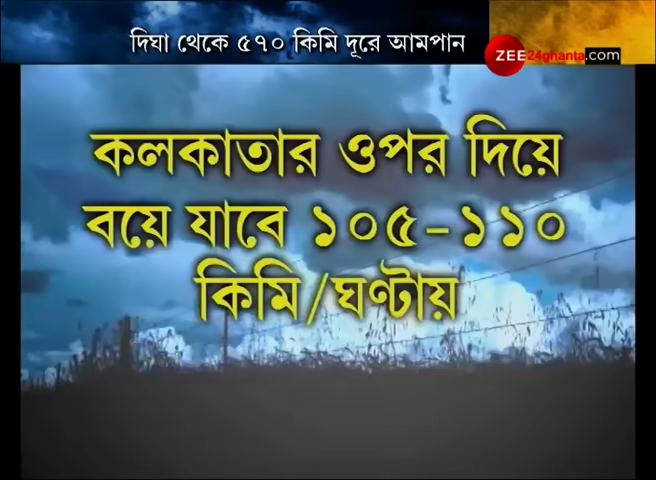 দিঘা থেকে ৫৭০ কিমি দূরে আমপান
ZEE24ghanta.com
কলকাতার ওপর দিয়ে
বয়ে যাবে ১০৫-১১০
কিমি/ঘণ্টায়